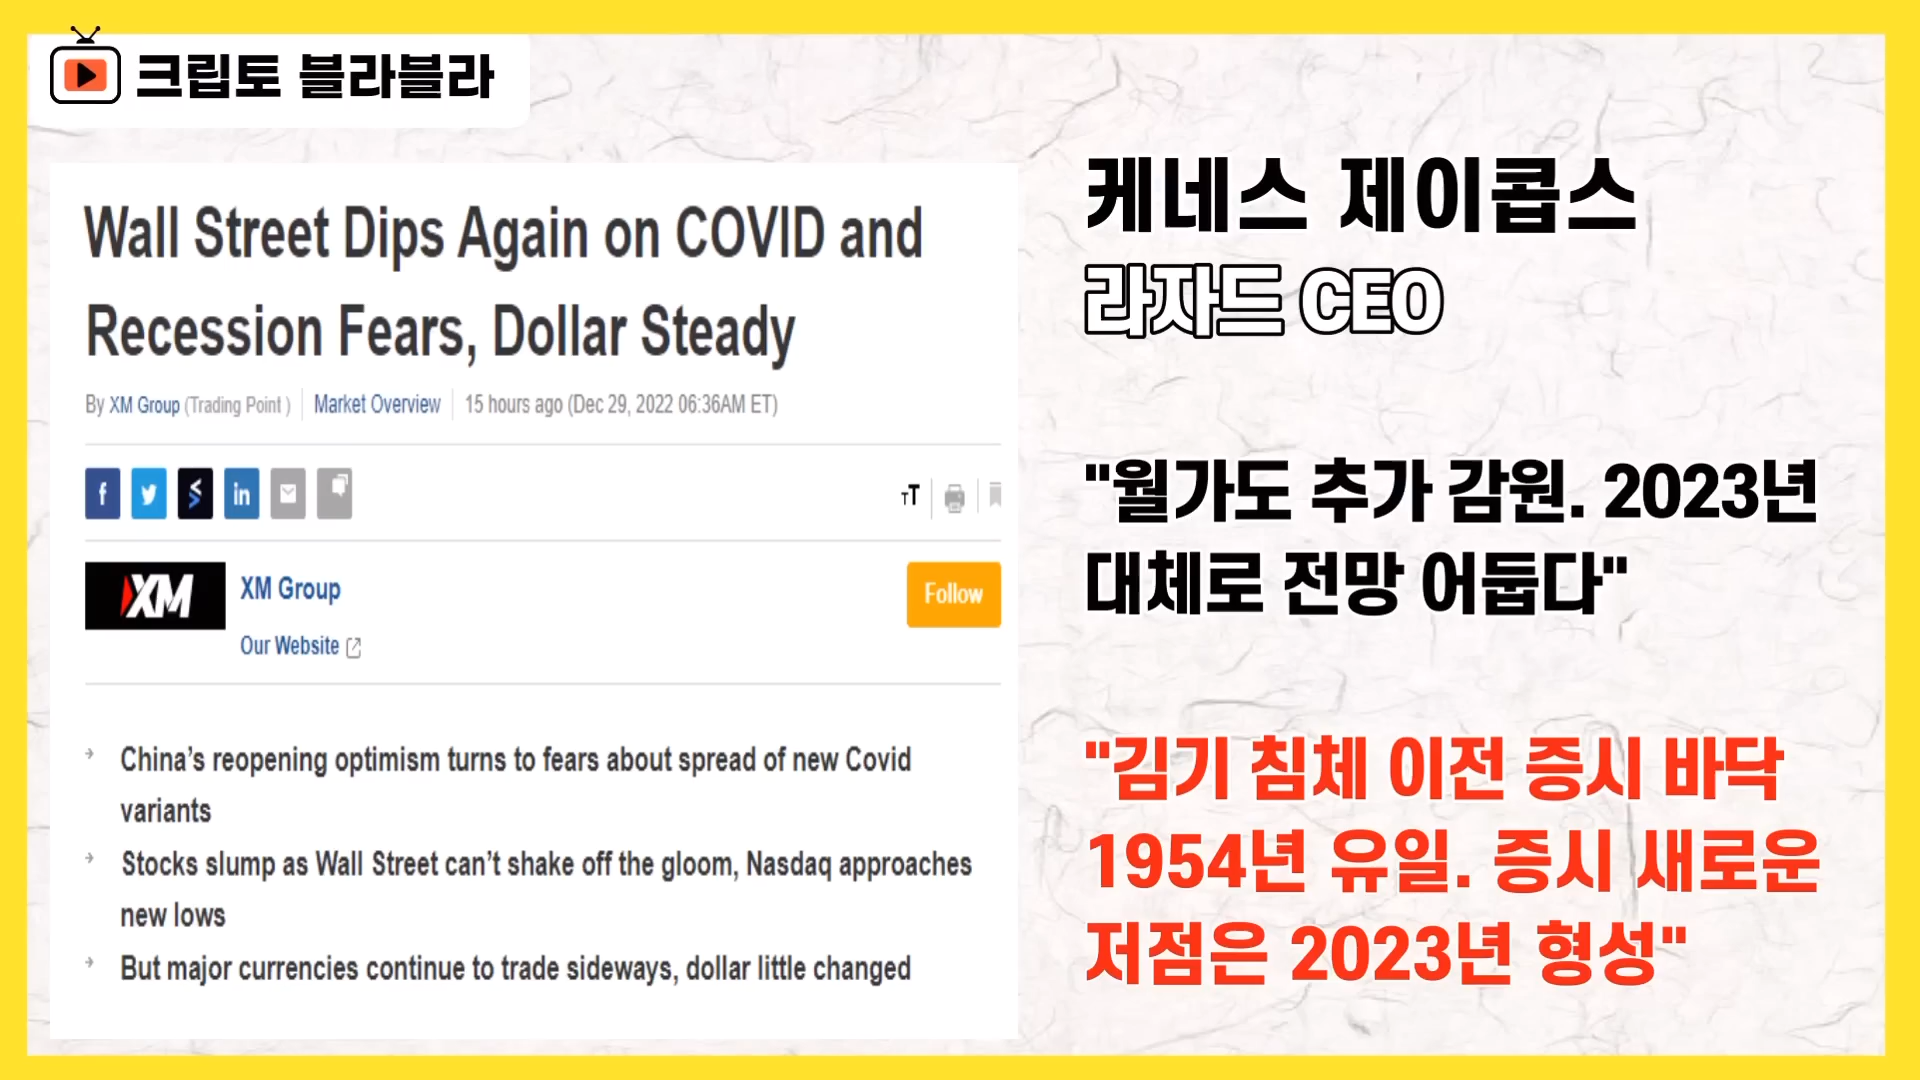 크립토 블라블라
Wall Street Dips Again on COVID and
Recession Fears, Dollar Steady
By XM Group (Trading Point ) Market Overview 15 hours ago (Dec 29, 2022 06:36AM ET)
f in TT
XM XM Group Follow
Our Website
China's reopening optimism turns to fears about spread of new Covid
variants
Stocks slump as Wall Street can't shake off the gloom, Nasdaq approaches
new lows
But major currencies continue to trade sideways, dollar little changed
케네스 제이콥스
라자드 CEO
"월가도 추가 감원. 2023년
대체로 전망 어둡다"
"김기 침체 이전 증시 바닥
1954년 유일. 증시 새로운
저점은 2023년 형성"